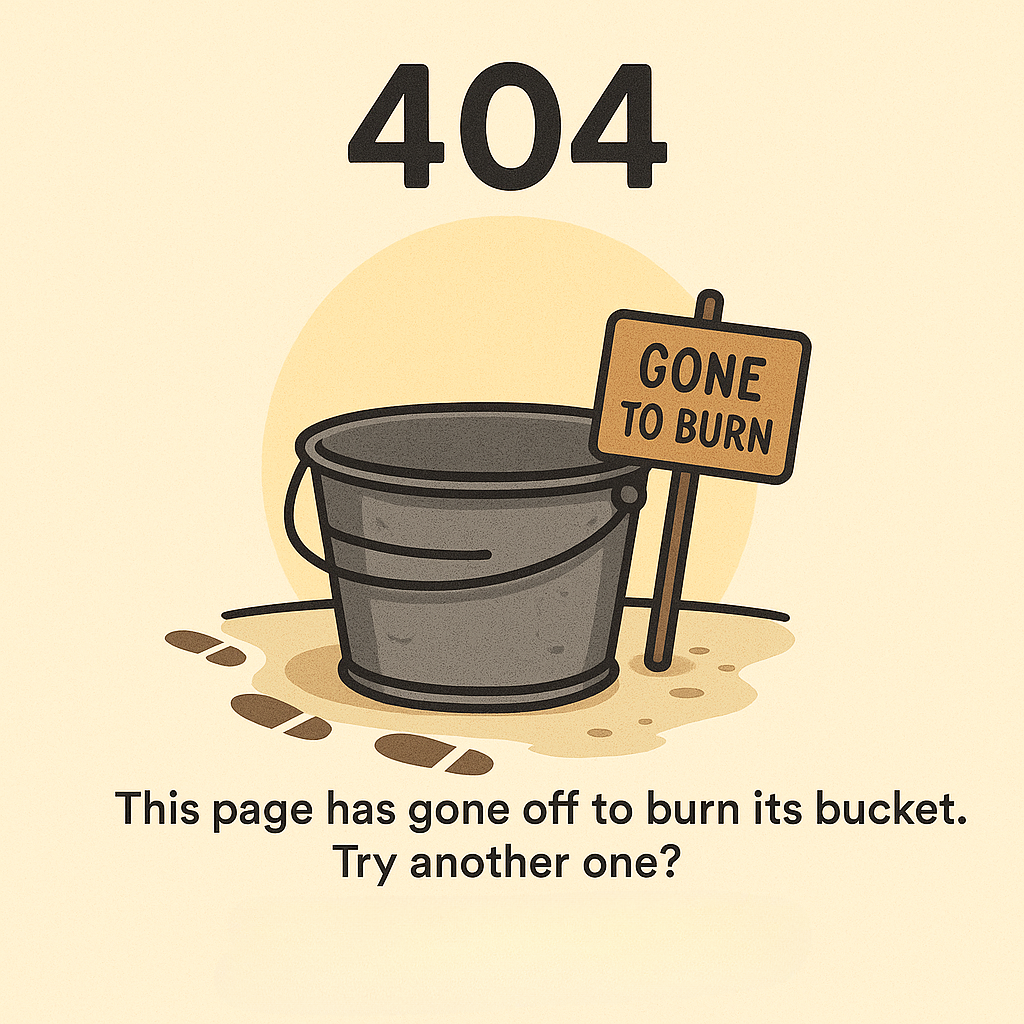 404
GONE
TO BURN
This page has gone off to burn its bucket.
Try another one?